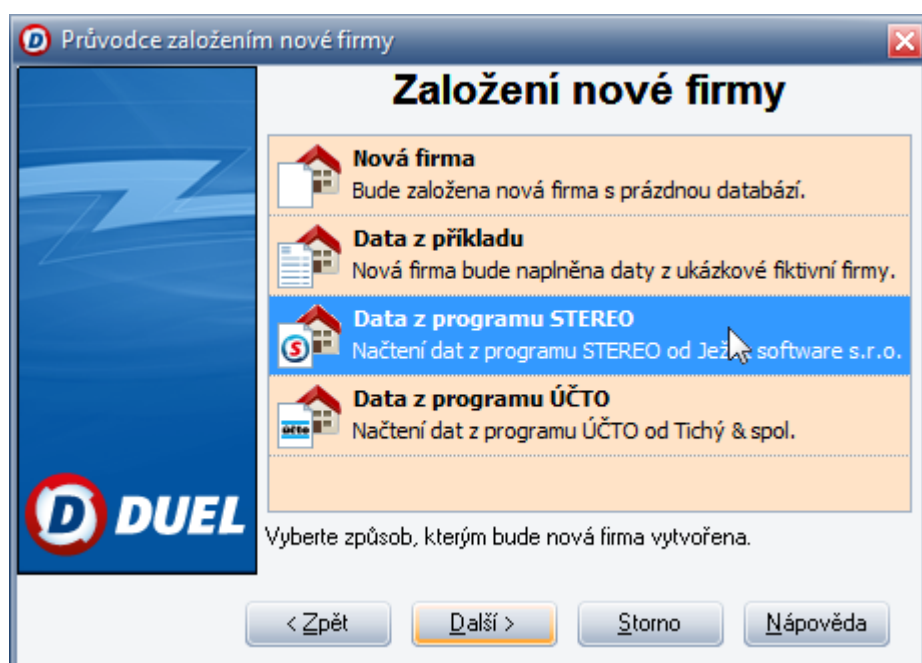 Průvodce založením nové firmy
Založení nové firmy
Nová firma
Bude založena nová firma s prázdnou databází.
Data z příkladu
Nová firma bude naplněna daty z ukázkové fiktivní firmy.
Data z programu STEREO
Načtení dat z programu STEREO od software s.r.o.
Data z programu ÚČTO
Načtení dat z programu ÚČTO od Tichý & spol.
účto
DUEL
Vyberte způsob, kterým bude nová firma vytvořena.
< Zpět Další > Storno Nápověda